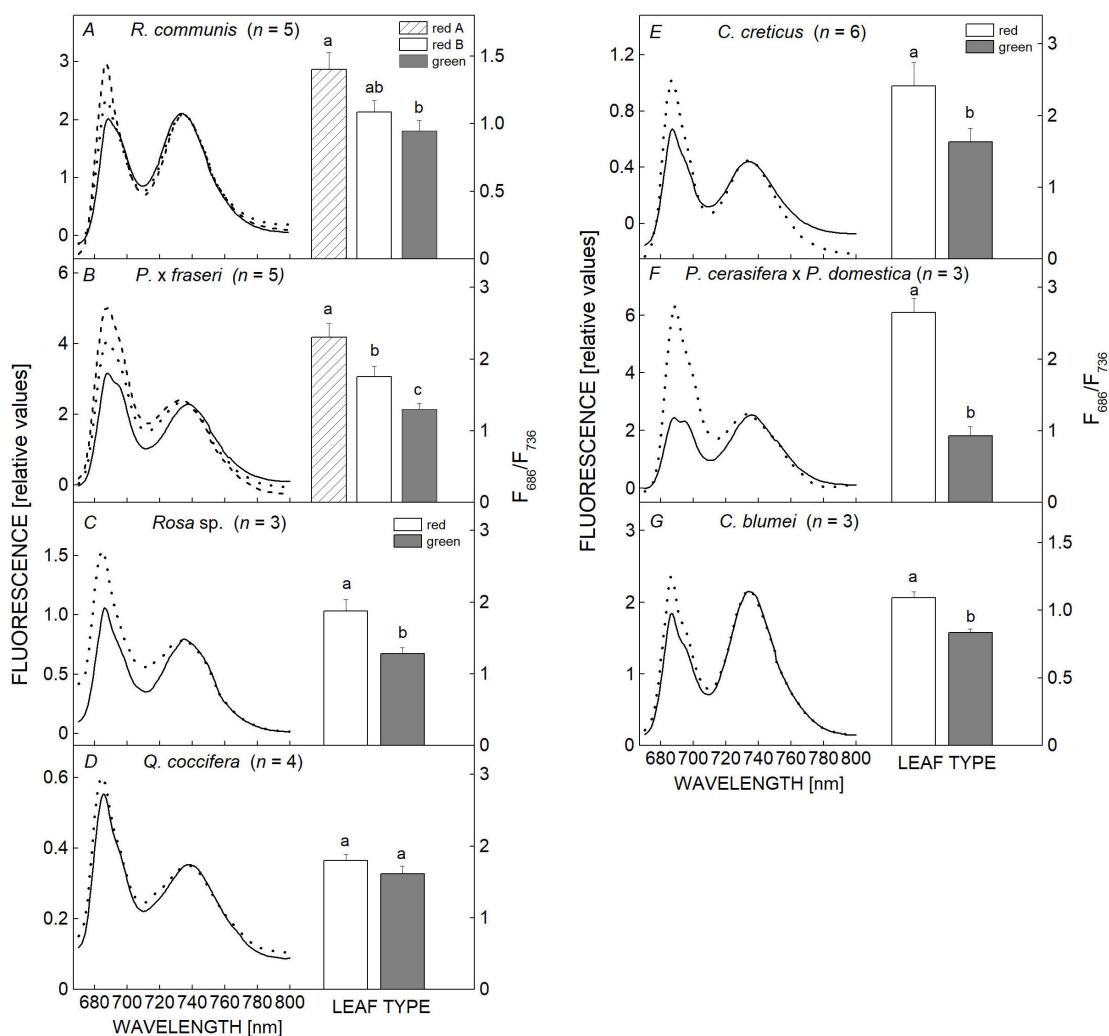 A R. communis (n = 5)
red A
red B
green
a
ab
b
3
2
1
0
1.5
1.0
0.5
0
B P. x fraseri (n = 5)
a
b
c
6
4
2
0
3
2
1
0
C Rosa sp. (n = 3)
red
green
a
b
1.5
1.0
0.5
0
3
2
1
0
D Q. coccifera (n = 4)
a
a
0.6
0.4
0.2
0
3
2
1
0
680 700 720 740 760 780 800
WAVELENGTH [nm]
LEAF TYPE
FLUORESCENCE [relative values]
F686/F736
E C. creticus (n = 6)
red
green
a
b
1.2
0.8
0.4
0
3
2
1
0
F P. cerasifera x P. domestica (n = 3)
a
b
6
4
2
0
3
2
1
0
G C. blumei (n = 3)
a
b
3
2
1
0
1.5
1.0
0.5
0
680 700 720 740 760 780 800
WAVELENGTH [nm]
LEAF TYPE
FLUORESCENCE [relative values]
F686/F736